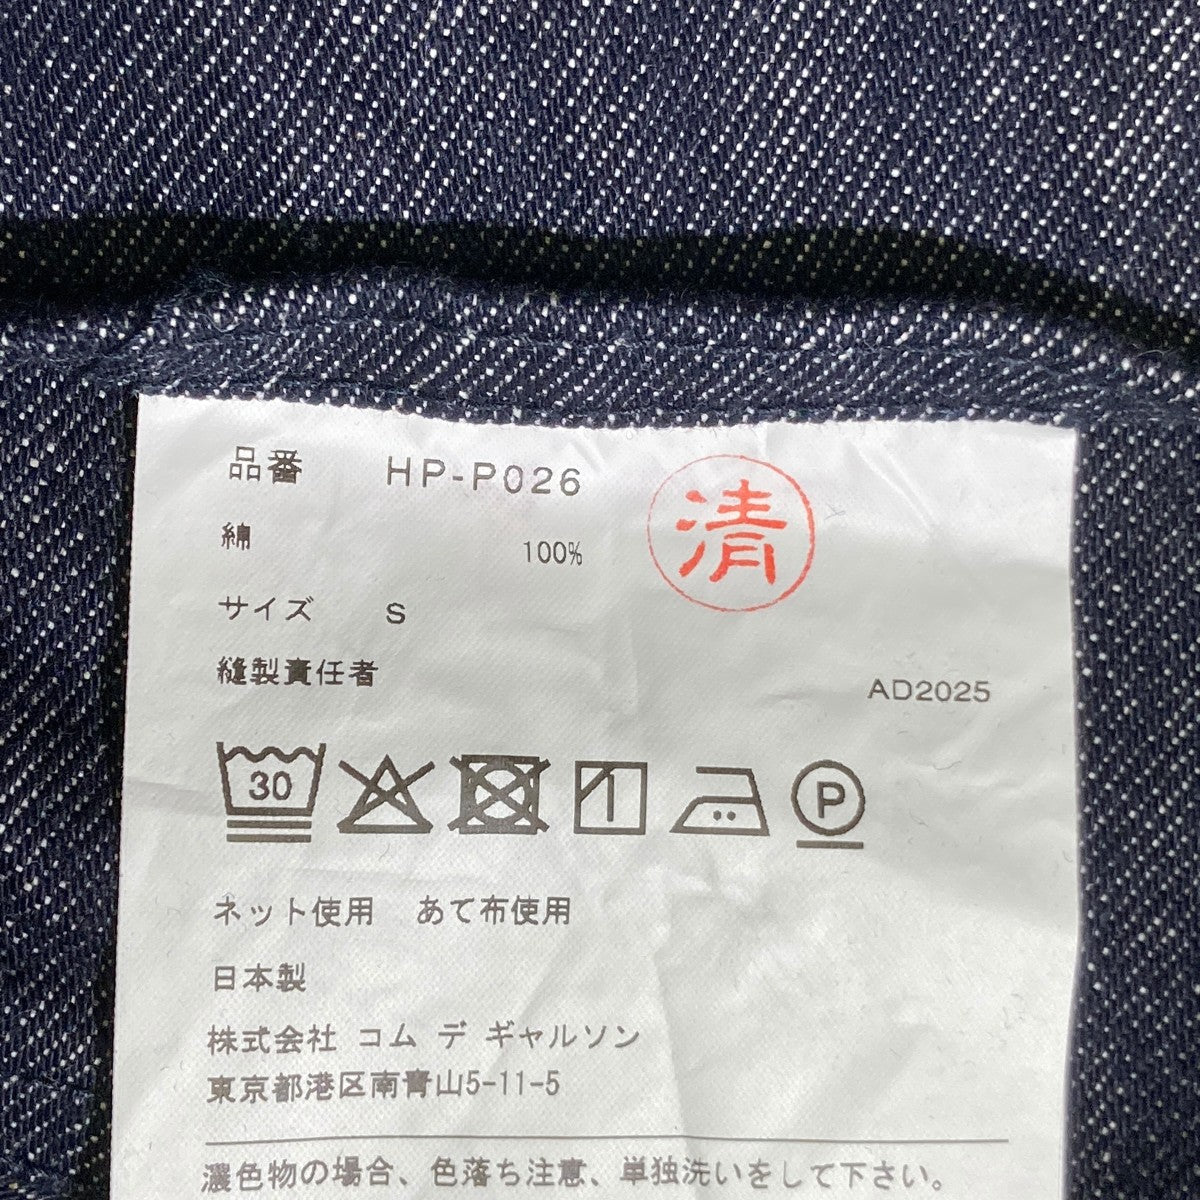 品番 HP-P026
清
綿 100%
サイズ S
縫製責任者
AD2025
30 P
ネット使用 あて布使用
日本製
株式会社 コム デ ギャルソン
東京都港区南青山5-11-5
濃色物の場合、色落ち注意、単独洗いをして下さい。